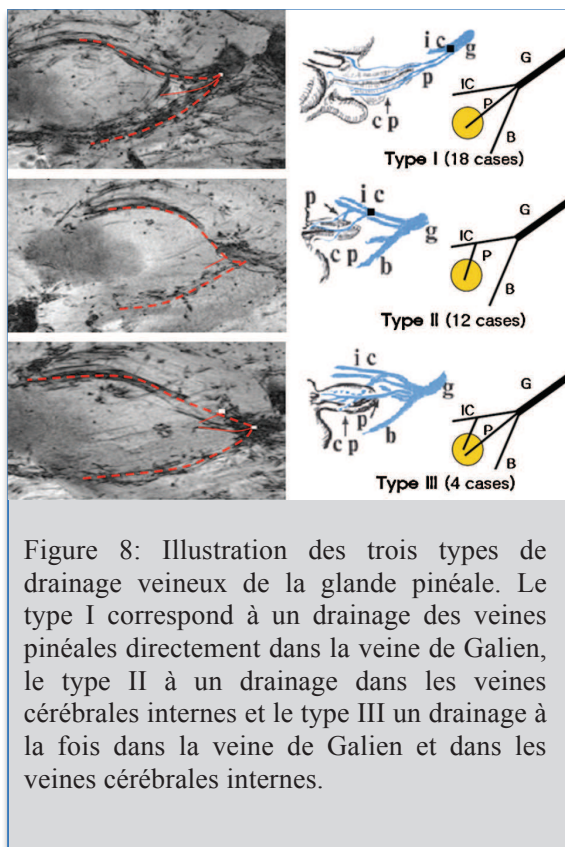 i c
g
p
c p
G
IC
P
B
Type I (18 cases)
p
i c
g
c p
b
G
IC
P
B
Type II (12 cases)
i c
g
p
c p
b
G
IC
P
B
Type III (4 cases)
Figure 8: Illustration des trois types de
drainage veineux de la glande pinéale. Le
type I correspond à un drainage des veines
pinéales directement dans la veine de Galien,
le type II à un drainage dans les veines
cérébrales internes et le type III un drainage à
la fois dans la veine de Galien et dans les
veines cérébrales internes.